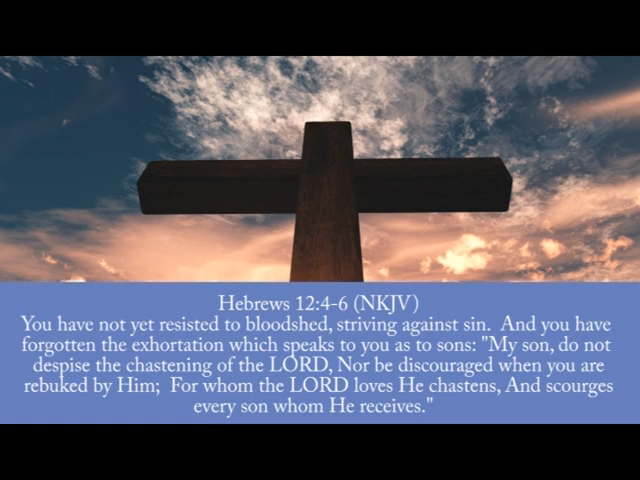 Hebrews 12:4-6 (NKJV)
You have not yet resisted to bloodshed, striving against sin.  And you have
forgotten the exhortation which speaks to you as to sons: "My son, do not
despise the chastening of the LORD, Nor be discouraged when you are
rebuked by Him;  For whom the LORD loves He chastens, And scourges
every son whom He receives."